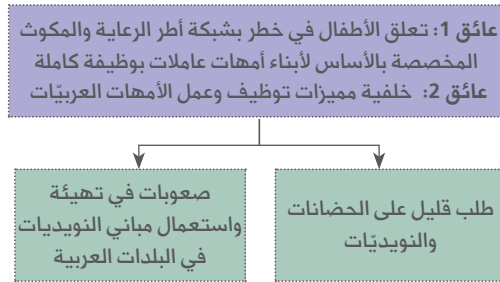 عائق 1: تعلق الأطفال في خطر بشبكة أطر الرعاية والمكوث
المخصصة بالأساس لأبناء أمهات عاملات بوظيفة كاملة
عائق 2: خلفية مميزات توظيف وعمل الأمهات العربيّات
طلب قليل على الحضانات
والنويديّات
صعوبات في تهيئة
واستعمال مباني النويديات
في البلدات العربية